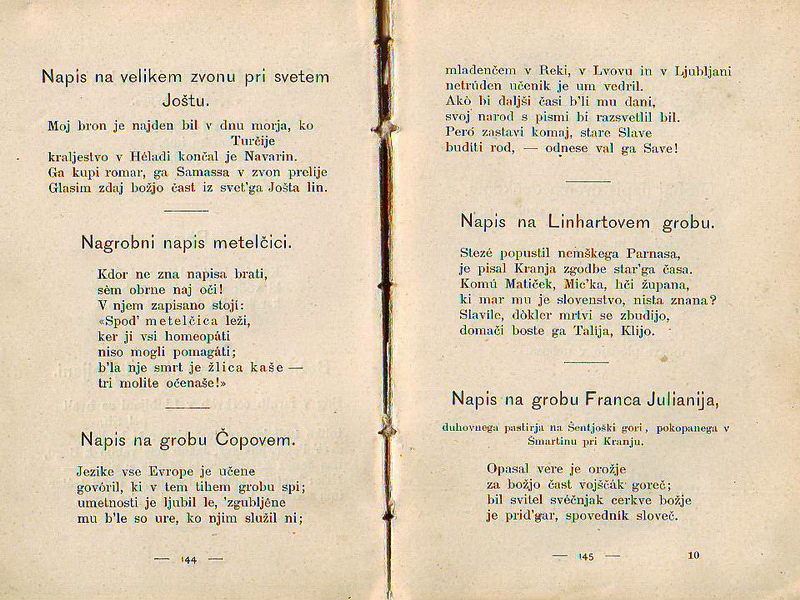 Napis na velikem zvonu pri svetem
Joštu.
Moj bron je najden bil v dnu morja, ko
Turčije
kraljestvo v Héladi končal je Navarin.
Ga kupi romar, ga Samassa v zvon prelije
Glasim zdaj božjo čast iz svet'ga Jošta lin.
Nagrobni napis metelčici.
Kdor ne zna napisa brati,
sèm obrne naj oči!
V njem zapisano stoji:
«Spod' metelčica leži,
ker ji vsi homeopáti
niso mogli pomagáti;
b'la nje smrt je žlica kaše —
tri molite očenaše!»
Napis na grobu Čopovem.
Jezike vse Evrope je učene
govóril, ki v tem tihem grobu spi;
umetnosti je ljubil le, 'zgubljêne
mu b'le so ure, ko njim služil ni;
— 144 —
mladenčem v Reki, v Lvovu in v Ljubljani
netrúden učenik je um vedril.
Akò bi daljši časi b'li mu dani,
svoj narod s pismi bi razsvetlil bil.
Peró zastavi komaj, stare Slave
buditi rod, — odnese val ga Save!
Napis na Linhartovem grobu.
Stezé popustil nemškega Parnasa,
je pisal Kranja zgodbe star'ga časa.
Komú Matiček, Mic'ka, hči župana,
ki mar mu je slovenstvo, nista znana?
Slavile, dòkler mrtvi se zbudijo,
domači boste ga Talija, Klijo.
Napis na grobu Franca Julianija,
duhovnega pastirja na Šentjoški gori, pokopanega v
Šmartinu pri Kranju.
Opasal vere je orožje
za božjo čast vojščák goreč;
bil svitel svéčnjak cerkve božje
je prid'gar, spovednik sloveč.
— 145 —
10